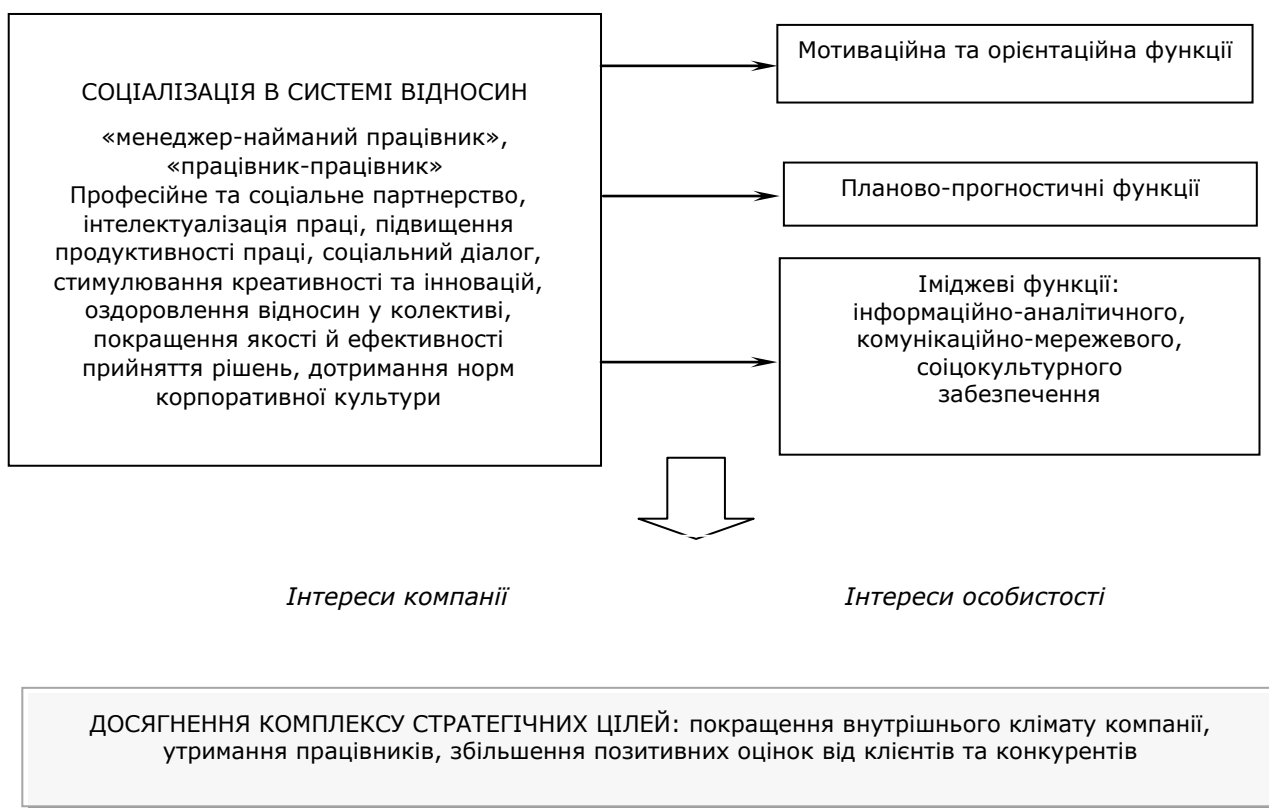 СОЦІАЛІЗАЦІЯ В СИСТЕМІ ВІДНОСИН
«менеджер-найманий працівник»,
«працівник-працівник»
Професійне та соціальне партнерство,
інтелектуалізація праці, підвищення
продуктивності праці, соціальний діалог,
стимулювання креативності та інновацій,
оздоровлення відносин у колективі,
покращення якості й ефективності
прийняття рішень, дотримання норм
корпоративної культури
Мотиваційна та орієнтаційна функції
Планово-прогностичні функції
Іміджеві функції:
інформаційно-аналітичного,
комунікаційно-мережевого,
соіцокультурного
забезпечення
Інтереси компанії
Інтереси особистості
ДОСЯГНЕННЯ КОМПЛЕКСУ СТРАТЕГІЧНИХ ЦІЛЕЙ: покращення внутрішнього клімату компанії,
утримання працівників, збільшення позитивних оцінок від клієнтів та конкурентів